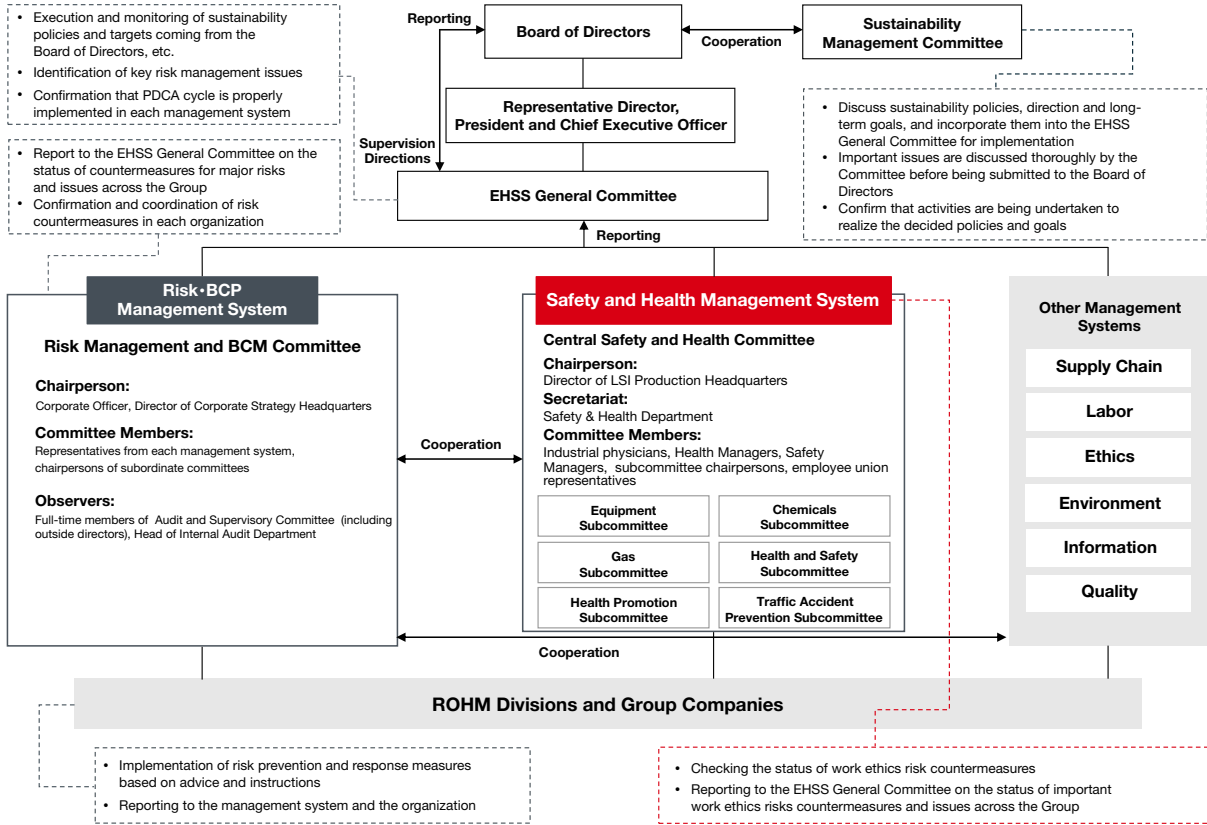 • Execution and monitoring of sustainability
policies and targets coming from the
Board of Directors, etc.
• Identification of key risk management issues
• Confirmation that PDCA cycle is properly
implemented in each management system
Reporting
Board of Directors
Cooperation
Sustainability
Management Committee
Representative Director,
President and Chief Executive Officer
• Discuss sustainability policies, direction and long-
term goals, and incorporate them into the EHSS
General Committee for implementation
• Important issues are discussed thoroughly by the
Committee before being submitted to the Board of
Directors
• Confirm that activities are being undertaken to
realize the decided policies and goals
• Report to the EHSS General Committee on the
status of countermeasures for major risks
and issues across the Group
• Confirmation and coordination of risk
countermeasures in each organization
Supervision
Directions
EHSS General Committee
Reporting
Risk・BCP
Management System
Risk Management and BCM Committee
Chairperson:
Corporate Officer, Director of Corporate Strategy Headquarters
Committee Members:
Representatives from each management system,
chairpersons of subordinate committees
Observers:
Full-time members of Audit and Supervisory Committee (including
outside directors), Head of Internal Audit Department
Cooperation
Safety and Health Management System
Central Safety and Health Committee
Chairperson:
Director of LSI Production Headquarters
Secretariat:
Safety & Health Department
Committee Members:
Industrial physicians, Health Managers, Safety
Managers, subcommittee chairpersons, employee union
representatives
Equipment
Subcommittee
Chemicals
Subcommittee
Gas
Subcommittee
Health and Safety
Subcommittee
Health Promotion
Subcommittee
Traffic Accident
Prevention Subcommittee
Other Management
Systems
Supply Chain
Labor
Ethics
Environment
Information
Quality
Cooperation
ROHM Divisions and Group Companies
• Implementation of risk prevention and response measures
based on advice and instructions
• Reporting to the management system and the organization
• Checking the status of work ethics risk countermeasures
• Reporting to the EHSS General Committee on the status of important
work ethics risks countermeasures and issues across the Group